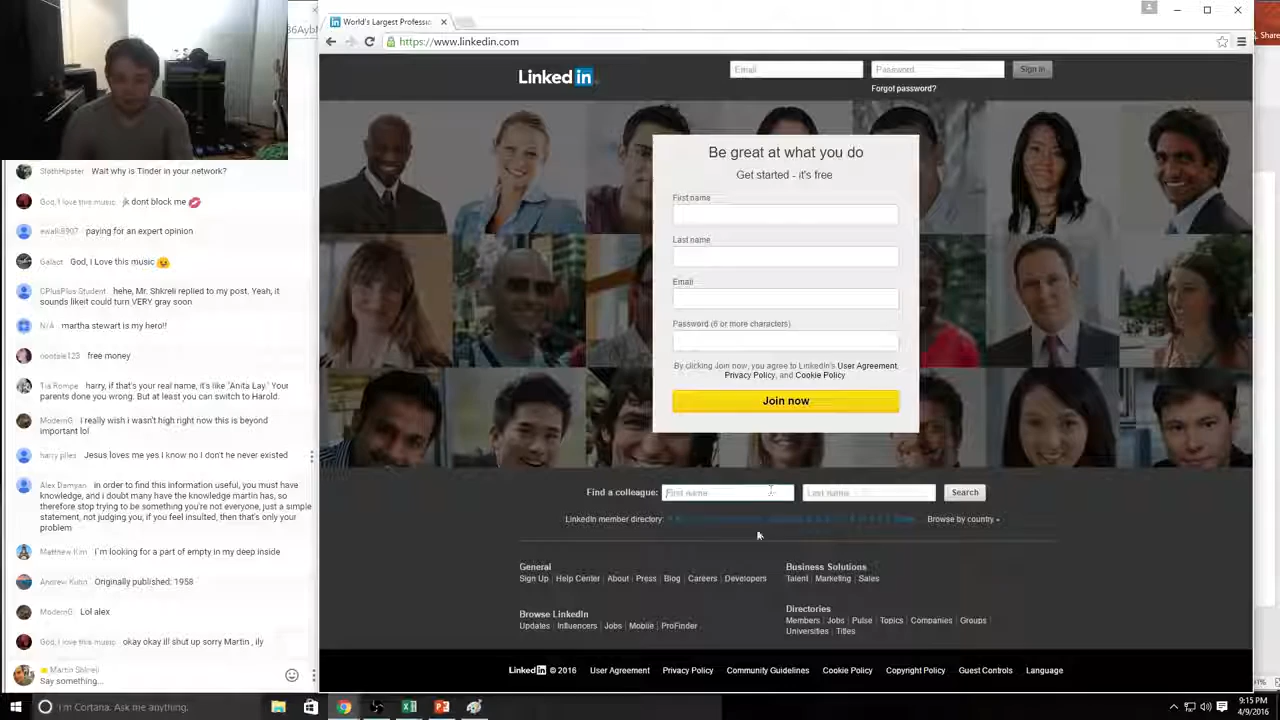 36Ayb
World's Largest Professio
https://www.linkedin.com
Share
Linked in
Email
Password
Sign in
Forgot password?
Be great at what you do
Get started - it's free
First name
Last name
Email
Password (6 or more characters)
By clicking Join now, you agree to LinkedIn's User Agreement,
Privacy Policy, and Cookie Policy
Join now
Find a colleague:
First name
Last name
Search
LinkedIn member directory:
Browse by country
General
Sign Up | Help Center | About | Press | Blog | Careers | Developers
Business Solutions
Talent | Marketing | Sales
Browse LinkedIn
Updates | Influencers | Jobs | Mobile | ProFinder
Directories
Members | Jobs | Pulse | Topics | Companies | Groups |
Universities | Titles
Linked in © 2016
User Agreement
Privacy Policy
Community Guidelines
Cookie Policy
Copyright Policy
Guest Controls
Language
SlothHipster Wait why is Tinder in your network?
God, I love this music jk dont block me 💋
ewalk8907 paying for an expert opinion
Galact God, I Love this music
CPlusPlus Student hehe, Mr. Shkreli replied to my post. Yeah, it
sounds likeit could turn VERY gray soon
N/A martha stewart is my hero!!
free money
Tia Rompe harry, if that's your real name, it's like "Anita Lay." Your
parents done you wrong. But at least you can switch to Harold.
ModernG I really wish i wasn't high right now this is beyond
important lol
harry piles Jesus loves me yes I know no I don't he never existed
Alex Damyan in order to find this information useful, you must have
knowledge, and i doubt many have the knowledge martin has, so
therefore stop trying to be something you're not everyone, just a simple
statement, not judging you, if you feel insulted, then that's only your
problem
Matthew Kim I`m looking for a part of empty in my deep inside
Andrew Kuhn Originally published: 1958
ModernG Lol alex
God, I love this music okay okay ill shut up sorry Martin , ily
Martin Shkreli
Say something...
I'm Cortana. Ask me anything.
9:15 PM
4/9/2016